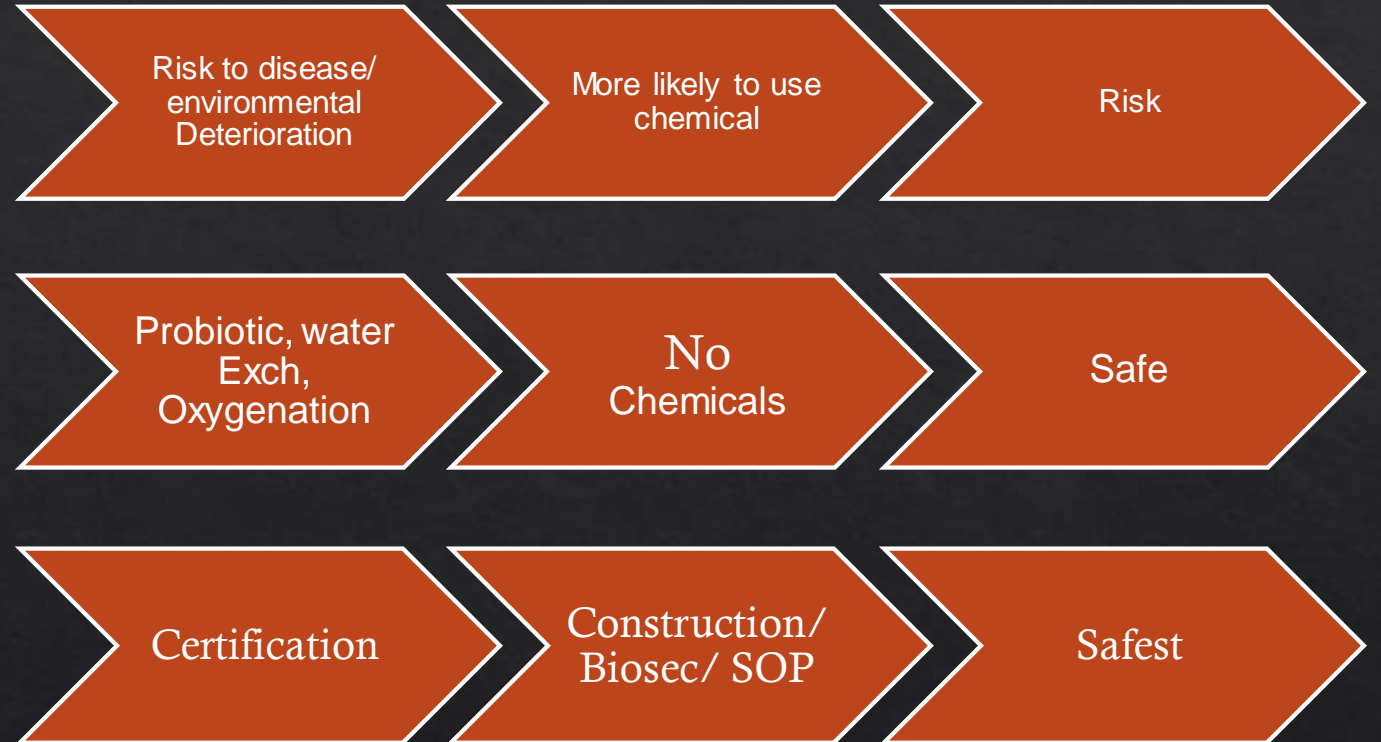 Risk to disease/
environmental
Deterioration
More likely to use
chemical
Risk
Probiotic, water
Exch,
Oxygenation
No
Chemicals
Safe
Certification
Construction/
Biosec/ SOP
Safest